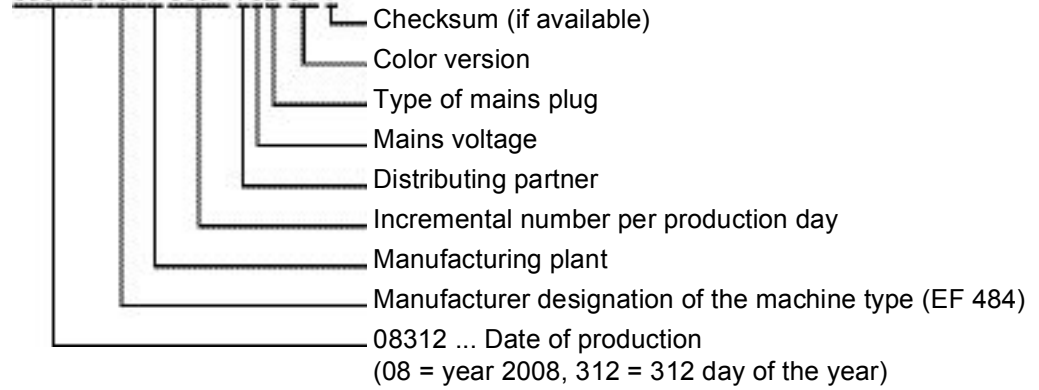 Checksum (if available)
Color version
Type of mains plug
Mains voltage
Distributing partner
Incremental number per production day
Manufacturing plant
Manufacturer designation of the machine type (EF 484)
08312 ... Date of production
(08 = year 2008, 312 = 312 day of the year)